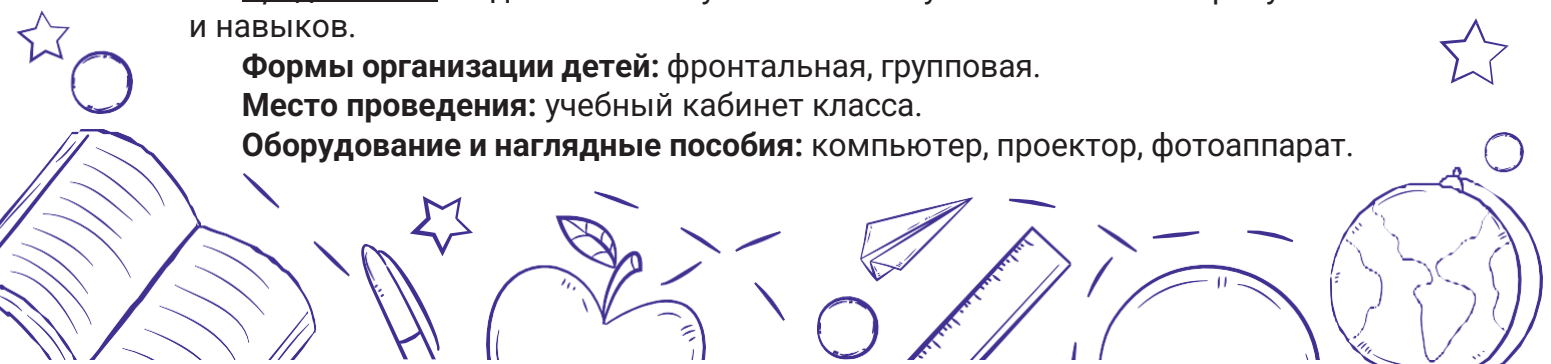 и навыков.
Формы организации детей: фронтальная, групповая.
Место проведения: учебный кабинет класса.
Оборудование и наглядные пособия: компьютер, проектор, фотоаппарат.